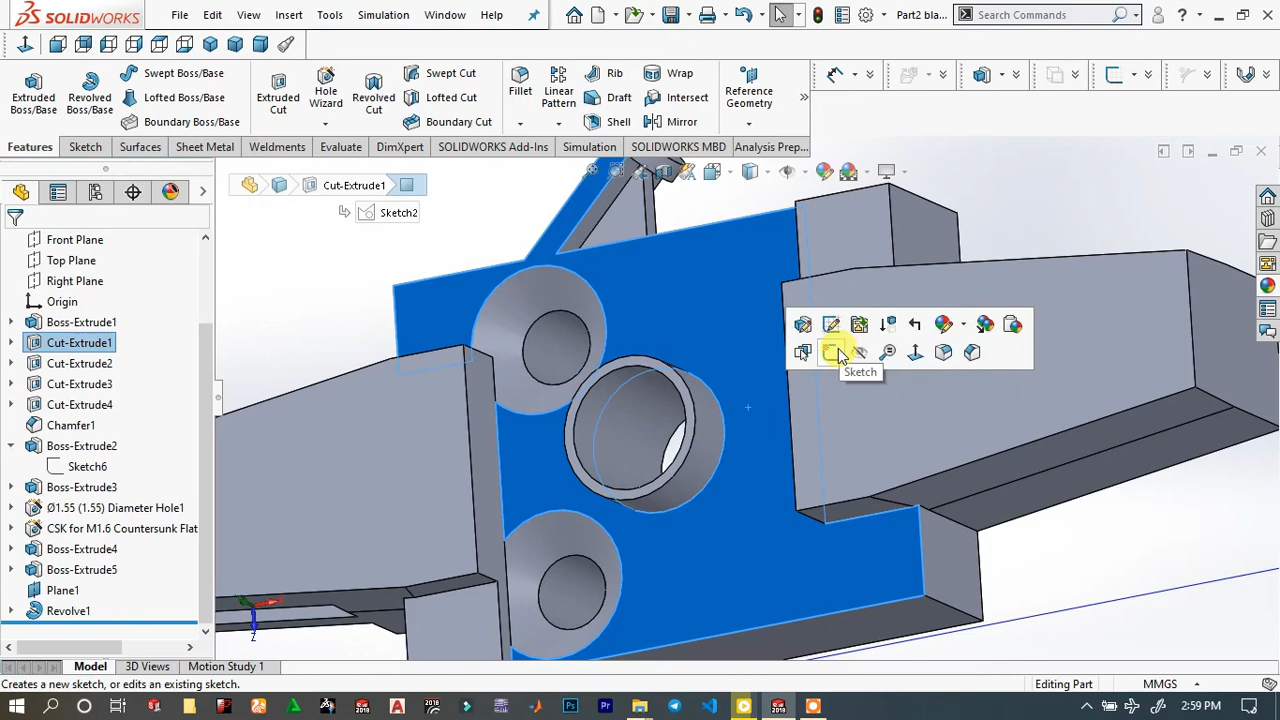 SOLIDWORKS File Edit View Insert Tools Simulation Window Help Part2 bla... Search Commands ?
Extruded Boss/Base
Revolved Boss/Base
Swept Boss/Base
Lofted Boss/Base
Boundary Boss/Base
Extruded Cut
Hole Wizard
Revolved Cut
Swept Cut
Lofted Cut
Boundary Cut
Fillet
Linear Pattern
Rib
Draft
Shell
Wrap
Intersect
Mirror
Reference Geometry
Features Sketch Surfaces Sheet Metal Weldments Evaluate DimXpert SOLIDWORKS Add-Ins Simulation SOLIDWORKS MBD Analysis Prep...
Cut-Extrude1
Sketch2
Front Plane
Top Plane
Right Plane
Origin
Boss-Extrude1
Cut-Extrude1
Cut-Extrude2
Cut-Extrude3
Cut-Extrude4
Chamfer1
Boss-Extrude2
Sketch6
Boss-Extrude3
Ø1.55 (1.55) Diameter Hole1
CSK for M1.6 Countersunk Flat
Boss-Extrude4
Boss-Extrude5
Plane1
Revolve1
Sketch
Z
Model 3D Views Motion Study 1
Creates a new sketch, or edits an existing sketch. Editing Part MMGS
2:59 PM